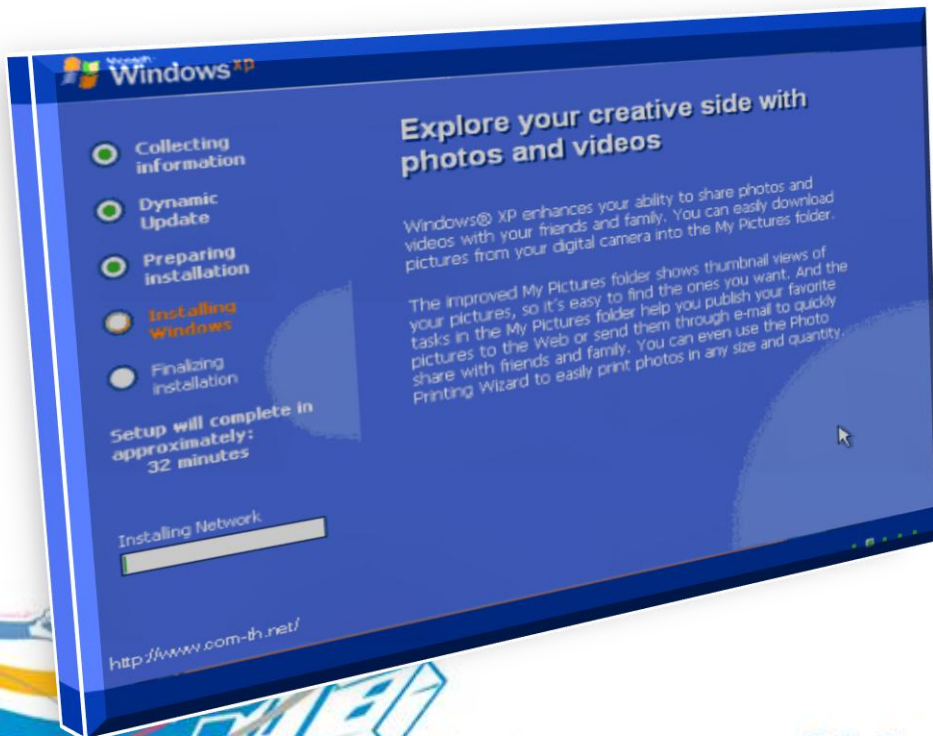 Microsoft
Windows xp
Collecting
information
Dynamic
Update
Preparing
installation
Installing
Windows
Finalizing
installation
Setup will complete in
approximately:
32 minutes
Installing Network
http://www.com-th.net/
Explore your creative side with
photos and videos
Windows® XP enhances your ability to share photos and
videos with your friends and family. You can easily download
pictures from your digital camera into the My Pictures folder.
The improved My Pictures folder shows thumbnail views of
your pictures, so it's easy to find the ones you want. And the
tasks in the My Pictures folder help you publish your favorite
pictures to the Web or send them through e-mail to quickly
share with friends and family. You can even use the Photo
Printing Wizard to easily print photos in any size and quantity.